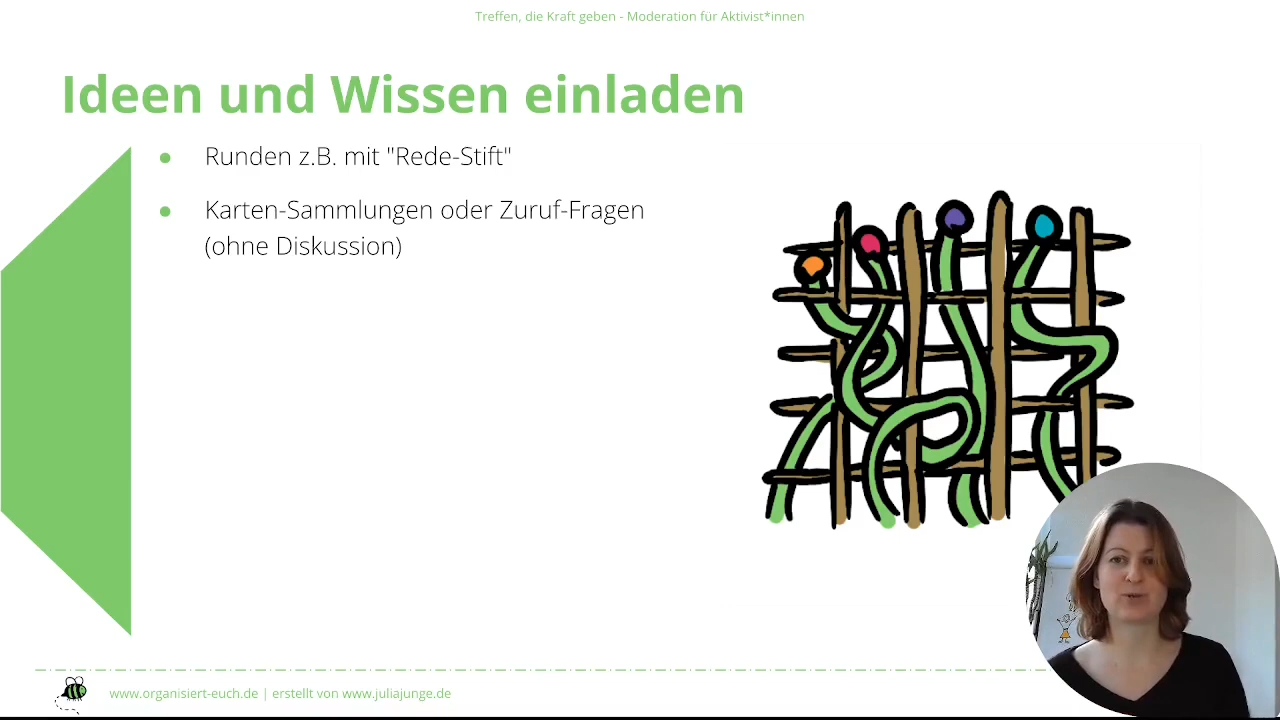 Treffen, die Kraft geben - Moderation für Aktivist*innen
Ideen und Wissen einladen
● Runden z.B. mit "Rede-Stift"
● Karten-Sammlungen oder Zuruf-Fragen
(ohne Diskussion)
www.organisiert-euch.de | erstellt von www.juliajunge.de